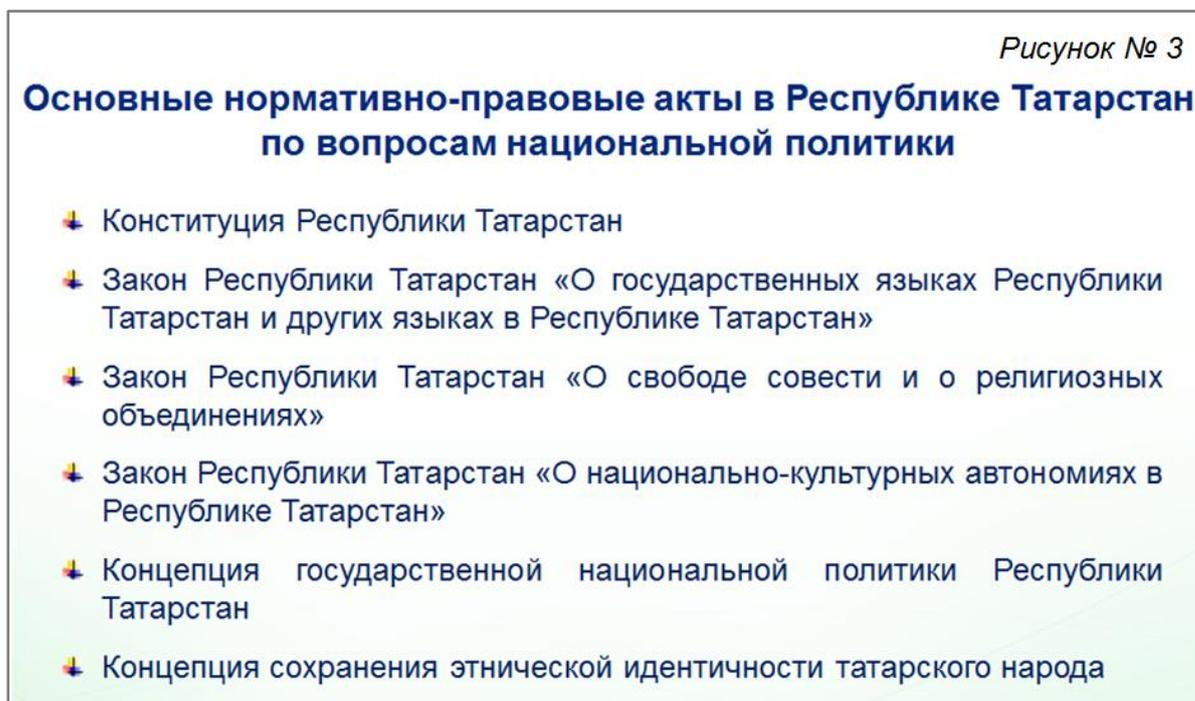 Рисунок № 3
Основные нормативно-правовые акты в Республике Татарстан
по вопросам национальной политики
Конституция Республики Татарстан
Закон Республики Татарстан «О государственных языках Республики
Татарстан и других языках в Республике Татарстан»
Закон Республики Татарстан «О свободе совести и о религиозных
объединениях»
Закон Республики Татарстан «О национально-культурных автономиях в
Республике Татарстан»
Концепция государственной национальной политики Республики
Татарстан
Концепция сохранения этнической идентичности татарского народа